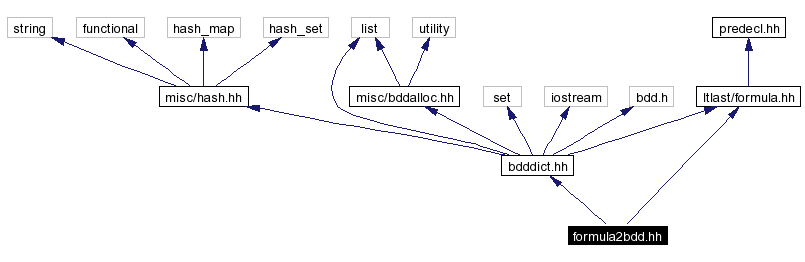 string
functional
hash_map
hash_set
list
utility
predecl.hh
misc/hash.hh
misc/bddalloc.hh
set
iostream
bdd.h
ltlast/formula.hh
bdddict.hh
formula2bdd.hh